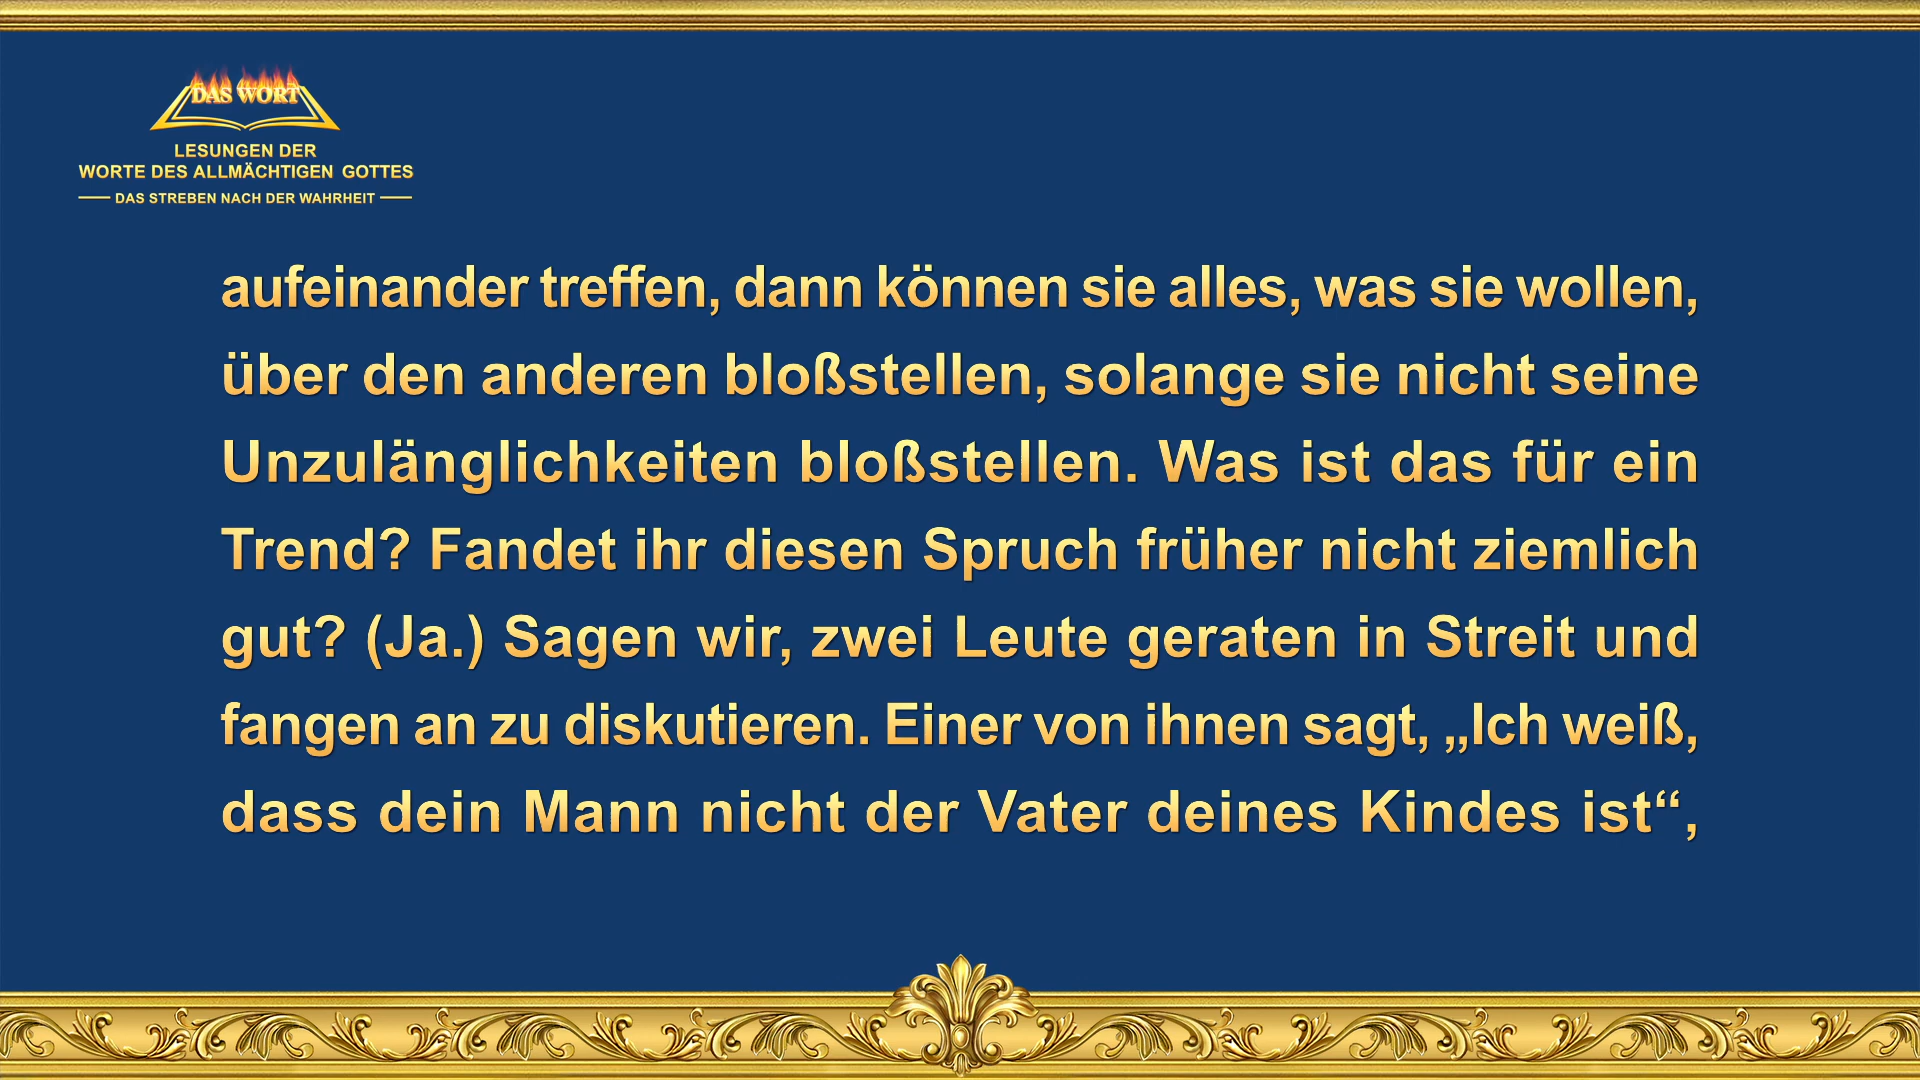 DAS WORT
LESUNGEN DER
WORTE DES ALLMÄCHTIGEN GOTTES
DAS STREBEN NACH DER WAHRHEIT
aufeinander treffen, dann können sie alles, was sie wollen,
über den anderen bloßstellen, solange sie nicht seine
Unzulänglichkeiten bloßstellen. Was ist das für ein
Trend? Fandet ihr diesen Spruch früher nicht ziemlich
gut? (Ja.) Sagen wir, zwei Leute geraten in Streit und
fangen an zu diskutieren. Einer von ihnen sagt, „Ich weiß,
dass dein Mann nicht der Vater deines Kindes ist“,